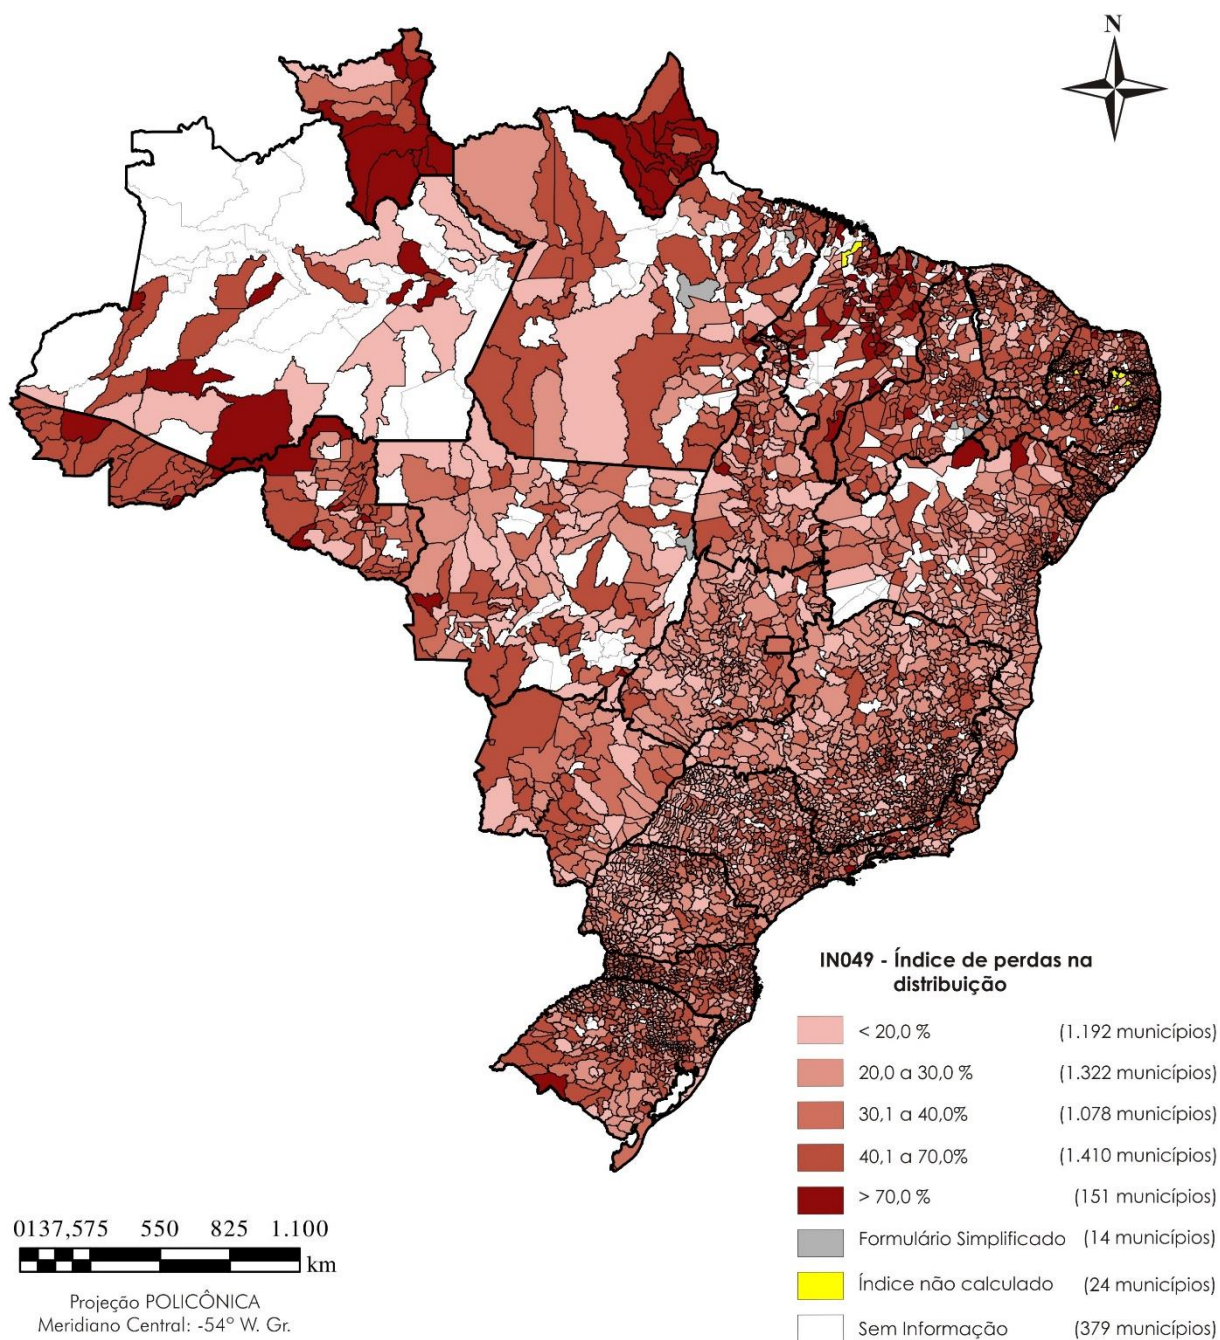 N
IN049 - Índice de perdas na
distribuição
< 20,0 % (1.192 municípios)
20,0 a 30,0 % (1.322 municípios)
30,1 a 40,0% (1.078 municípios)
40,1 a 70,0% (1.410 municípios)
> 70,0 % (151 municípios)
Formulário Simplificado (14 municípios)
Índice não calculado (24 municípios)
Sem Informação (379 municípios)
0137,575 550 825 1.100
km
Projeção POLICÔNICA
Meridiano Central: -54º W. Gr.